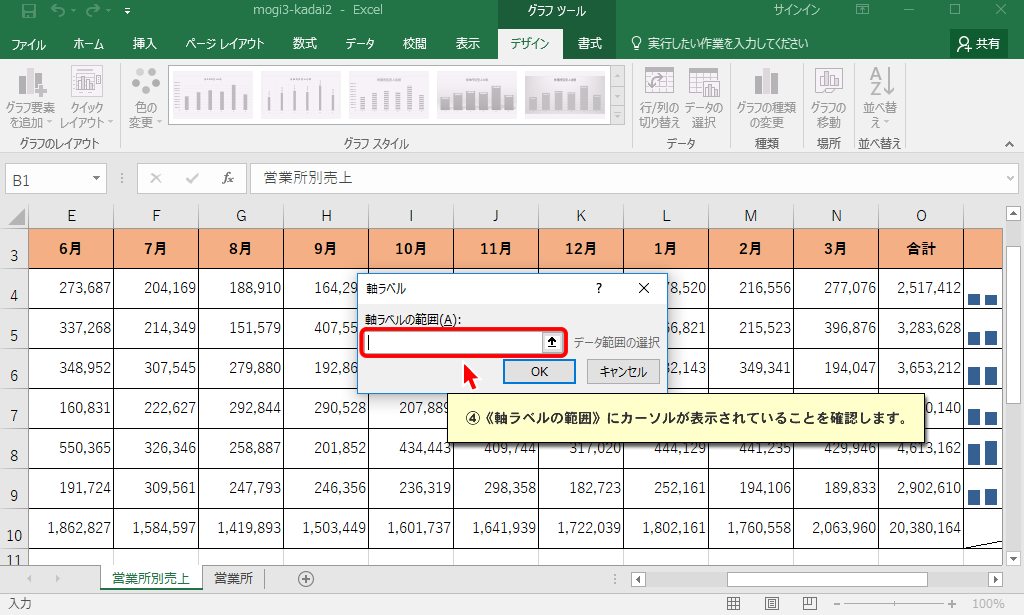 mogi3-kadai2 - Excel
グラフ ツール
サインイン
ファイル ホーム 挿入 ページ レイアウト 数式 データ 校閲 表示 デザイン 書式 実行したい作業を入力してください 共有
グラフ要素を追加
クイックレイアウト
色の変更
行/列の切り替え
データの選択
グラフの種類の変更
グラフの移動
並べ替え
グラフのレイアウト グラフ スタイル データ 種類 場所 並べ替え
B1 fx 営業所別売上
E F G H I J K L M N O
3 6月 7月 8月 9月 10月 11月 12月 1月 2月 3月 合計
4 273,687 204,169 188,910 164,29 8,520 216,556 277,076 2,517,412
5 337,268 214,349 151,579 407,55 6,821 215,523 396,876 3,283,628
6 348,952 307,545 279,880 192,86 2,143 349,341 194,047 3,653,212
7 160,831 222,627 292,844 290,528 207,889 0,140
8 550,365 326,346 258,887 201,852 434,443 409,744 317,020 444,129 441,235 429,946 4,613,162
9 191,724 309,561 247,793 246,356 236,319 298,358 182,723 252,161 194,106 189,833 2,902,610
10 1,862,827 1,584,597 1,419,893 1,503,449 1,601,737 1,641,939 1,722,039 1,802,161 1,760,558 2,063,960 20,380,164
11
軸ラベル ?
軸ラベルの範囲(A):
データ範囲の選択
OK キャンセル
④《軸ラベルの範囲》にカーソルが表示されていることを確認します。
営業所別売上 営業所
入力 100%